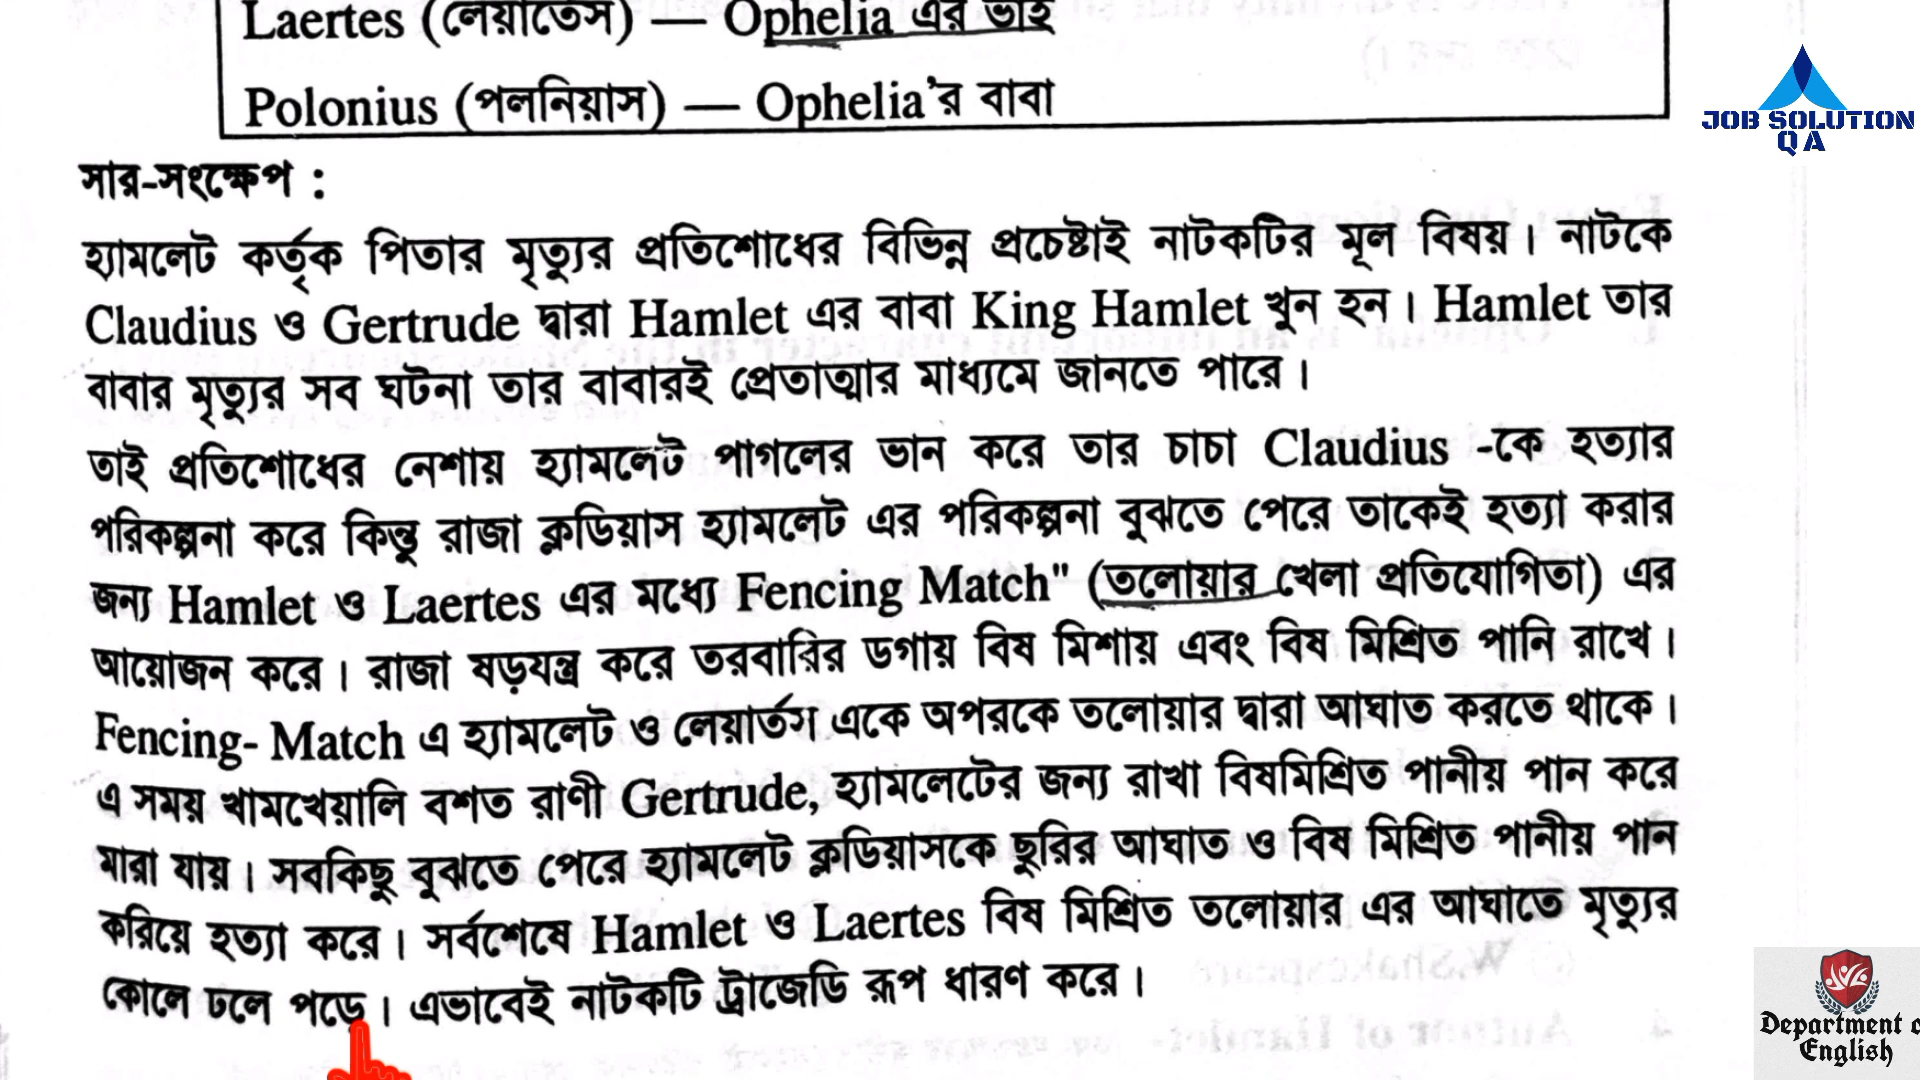 Laertes (লেয়ার্তেস) — Ophelia এর ভাই
Polonius (পলনিয়াস) — Ophelia’র বাবা
JOB SOLUTION
QA
সার-সংক্ষেপ :
হ্যামলেট কর্তৃক পিতার মৃত্যুর প্রতিশোধের বিভিন্ন প্রচেষ্টাই নাটকটির মূল বিষয়। নাটকে
Claudius ও Gertrude দ্বারা Hamlet এর বাবা King Hamlet খুন হন। Hamlet তার
বাবার মৃত্যুর সব ঘটনা তার বাবারই প্রেতাত্মার মাধ্যমে জানতে পারে।
তাই প্রতিশোধের নেশায় হ্যামলেট পাগলের ভান করে তার চাচা Claudius -কে হত্যার
পরিকল্পনা করে কিন্তু রাজা ক্লডিয়াস হ্যামলেট এর পরিকল্পনা বুঝতে পেরে তাকেই হত্যা করার
জন্য Hamlet ও Laertes এর মধ্যে Fencing Match" (তলোয়ার খেলা প্রতিযোগিতা) এর
আয়োজন করে। রাজা ষড়যন্ত্র করে তরবারির ডগায় বিষ মিশায় এবং বিষ মিশ্রিত পানি রাখে।
Fencing- Match এ হ্যামলেট ও লেয়ার্তস একে অপরকে তলোয়ার দ্বারা আঘাত করতে থাকে।
এ সময় খামখেয়ালি বশত রাণী Gertrude, হ্যামলেটের জন্য রাখা বিষমিশ্রিত পানীয় পান করে
মারা যায়। সবকিছু বুঝতে পেরে হ্যামলেট ক্লডিয়াসকে ছুরির আঘাত ও বিষ মিশ্রিত পানীয় পান
করিয়ে হত্যা করে। সর্বশেষে Hamlet ও Laertes বিষ মিশ্রিত তলোয়ার এর আঘাতে মৃত্যুর
কোলে ঢলে পড়ে। এভাবেই নাটকটি ট্রাজেডি রূপ ধারণ করে।
Department o
English